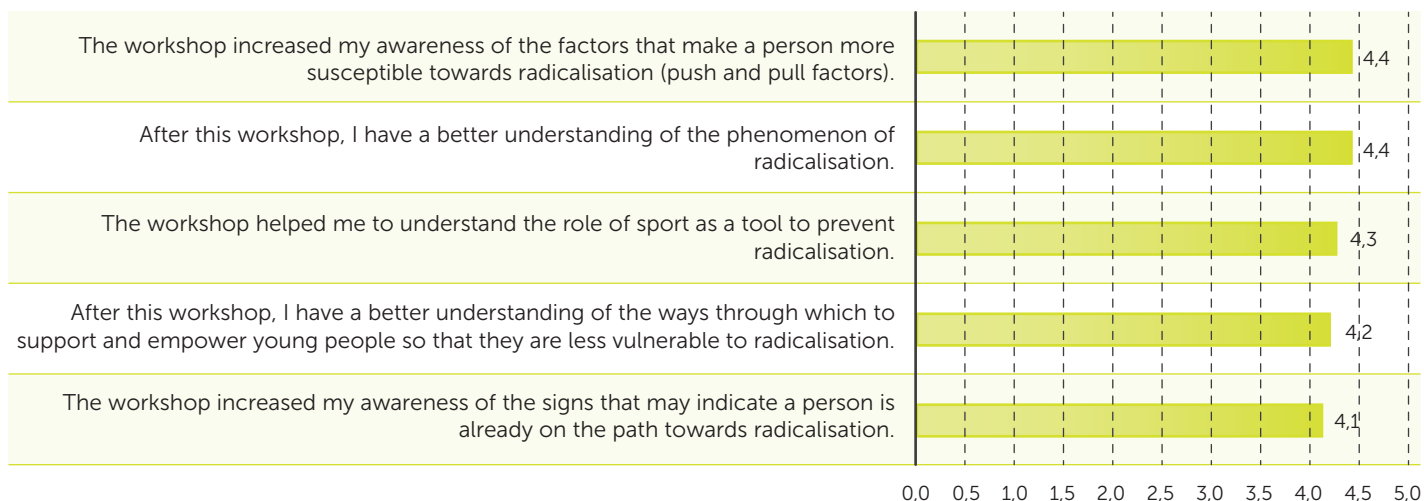 The workshop increased my awareness of the factors that make a person more
susceptible towards radicalisation (push and pull factors).
4,4
After this workshop, I have a better understanding of the phenomenon of
radicalisation.
4,4
The workshop helped me to understand the role of sport as a tool to prevent
radicalisation.
4,3
After this workshop, I have a better understanding of the ways through which to
support and empower young people so that they are less vulnerable to radicalisation.
4,2
The workshop increased my awareness of the signs that may indicate a person is
already on the path towards radicalisation.
4,1
0,0 0,5 1,0 1,5 2,0 2,5 3,0 3,5 4,0 4,5 5,0